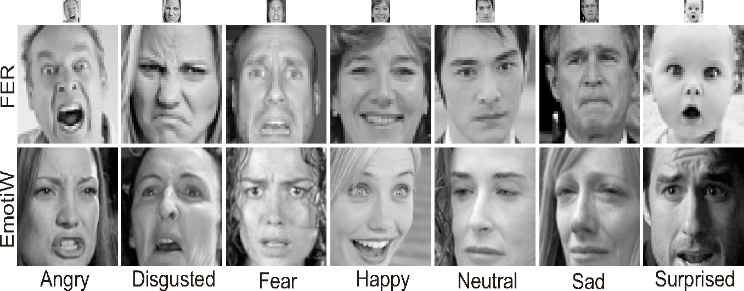 FER
EmotiW
Angry Disgusted Fear Happy Neutral Sad Surprised